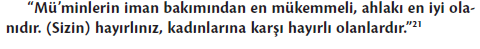 “Mü’minlerin iman bakımından en mükemmeli, ahlakı en iyi ola-
nıdır. (Sizin) hayırlınız, kadınlarına karşı hayırlı olanlardır.”21